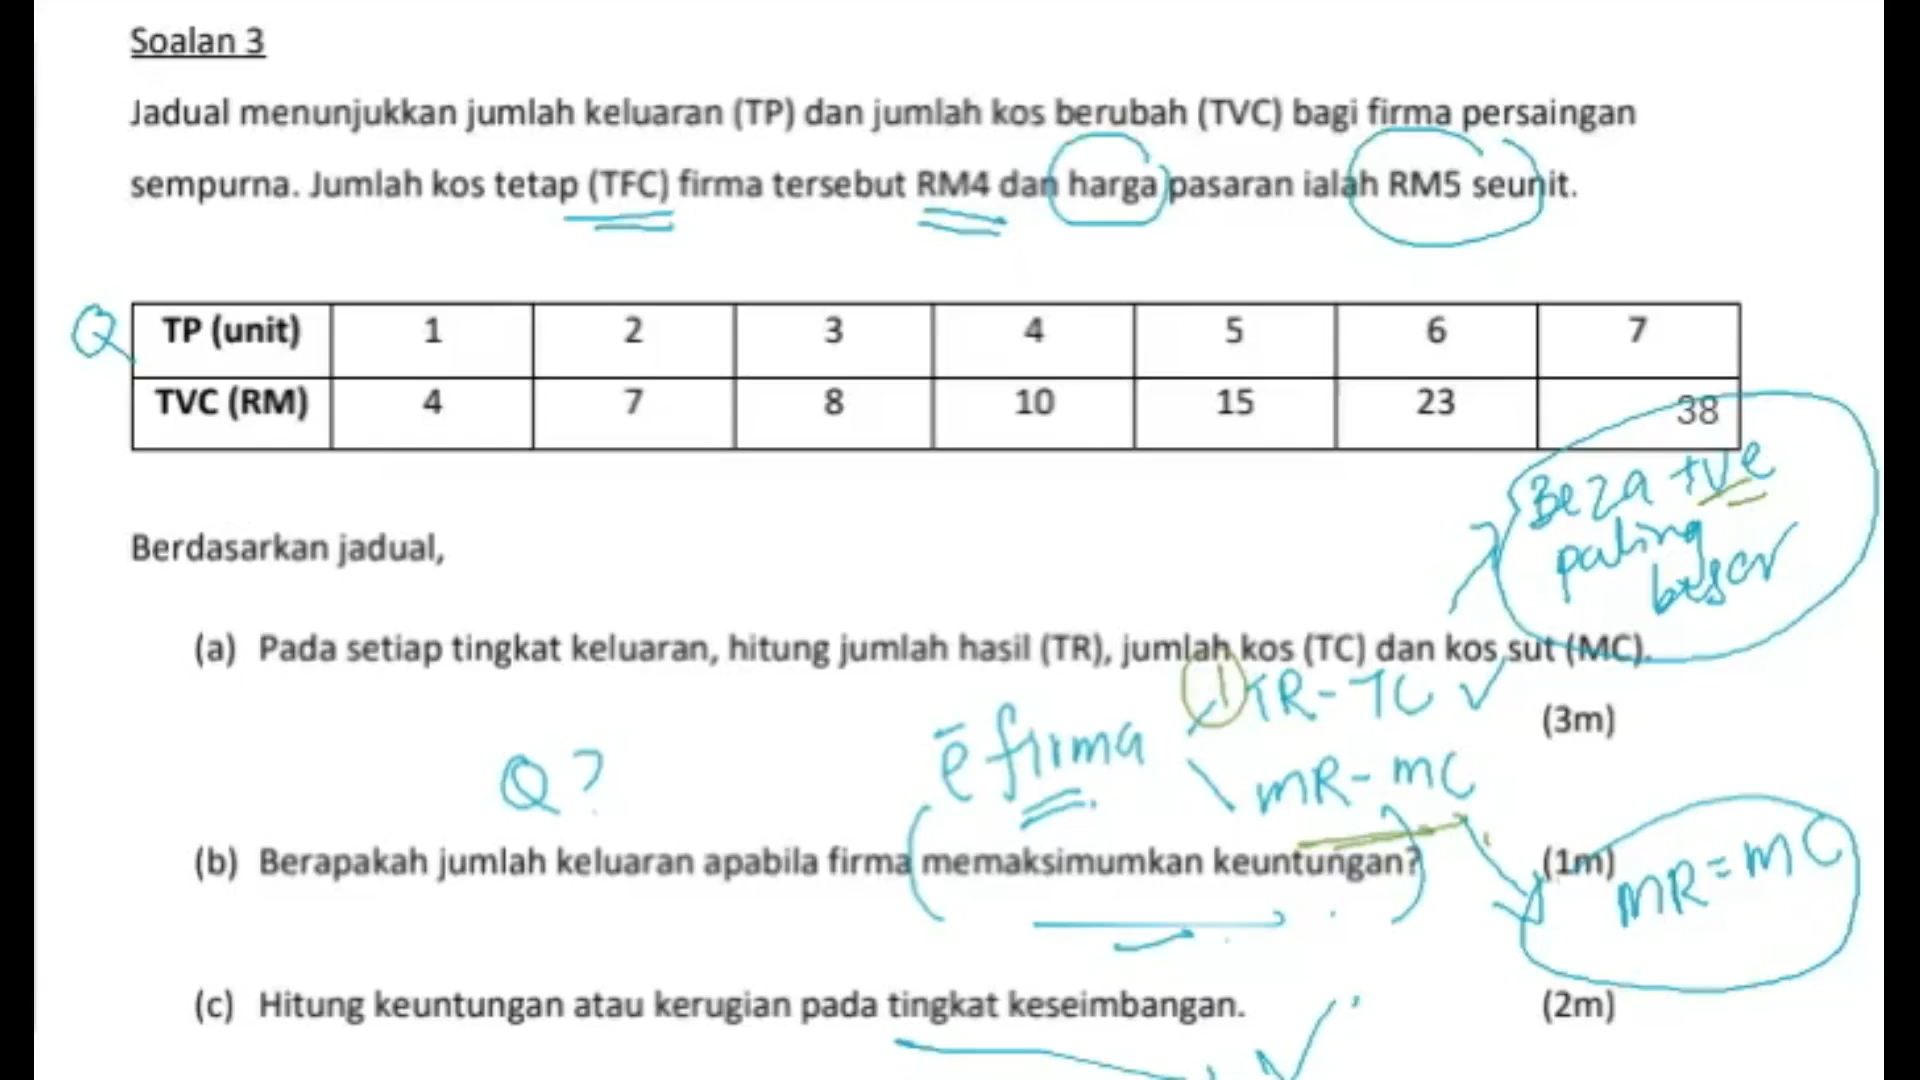 Soalan 3
Jadual menunjukkan jumlah keluaran (TP) dan jumlah kos berubah (TVC) bagi firma persaingan
sempurna. Jumlah kos tetap (TFC) firma tersebut RM4 dan harga pasaran ialah RM5 seunit.
Q
TP (unit) 1 2 3 4 5 6 7
TVC (RM) 4 7 8 10 15 23 38
Beza +ve
paling
besar
Berdasarkan jadual,
(a) Pada setiap tingkat keluaran, hitung jumlah hasil (TR), jumlah kos (TC) dan kos sut (MC).
(3m)
① TR - TC ✓
ē firma
MR - MC
Q?
(b) Berapakah jumlah keluaran apabila firma memaksimumkan keuntungan? (1m)
MR = MC
(c) Hitung keuntungan atau kerugian pada tingkat keseimbangan. (2m)